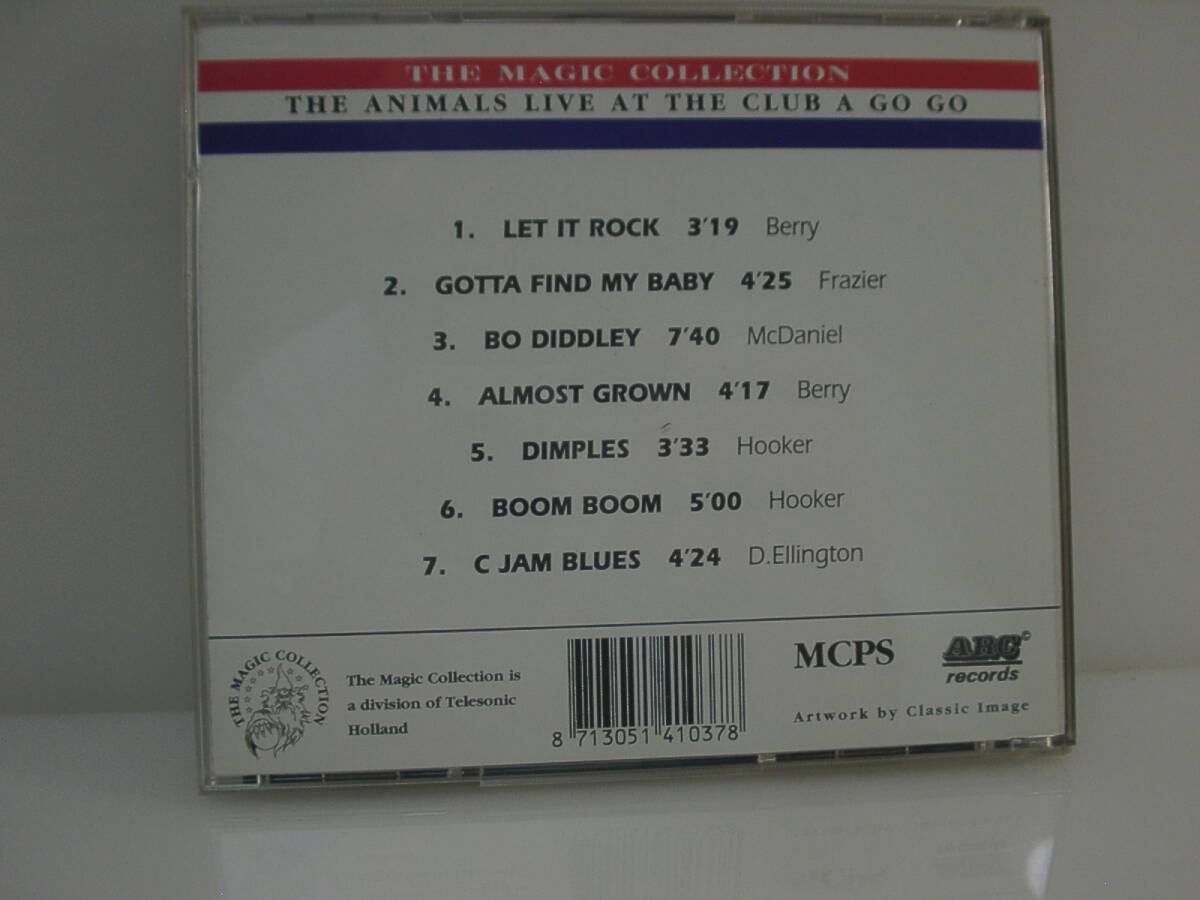 THE MAGIC COLLECTION
THE ANIMALS LIVE AT THE CLUB A GO GO
1. LET IT ROCK 3'19 Berry
2. GOTTA FIND MY BABY 4'25 Frazier
3. BO DIDDLEY 7'40 McDaniel
4. ALMOST GROWN 4'17 Berry
5. DIMPLES 3'33 Hooker
6. BOOM BOOM 5'00 Hooker
7. C JAM BLUES 4'24 D.Ellington
THE MAGIC COLLECTION
The Magic Collection is
a division of Telesonic
Holland
8 713051 410378
MCPS
ARC©
records
Artwork by Classic Image